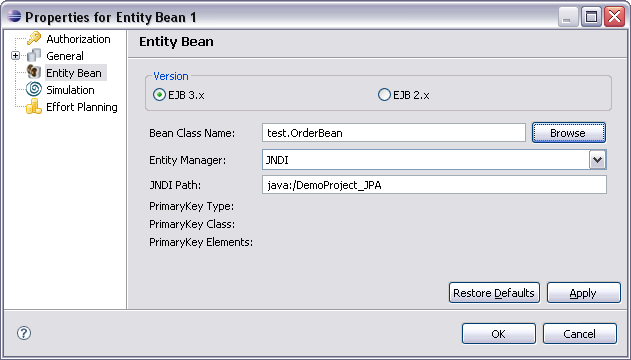 Properties for Entity Bean 1
Authorization
General
Entity Bean
Simulation
Effort Planning
Entity Bean
Version
EJB 3.x
EJB 2.x
Bean Class Name: test.OrderBean Browse
Entity Manager: JNDI
JNDI Path: java:/DemoProject_JPA
PrimaryKey Type:
PrimaryKey Class:
PrimaryKey Elements:
Restore Defaults Apply
? OK Cancel